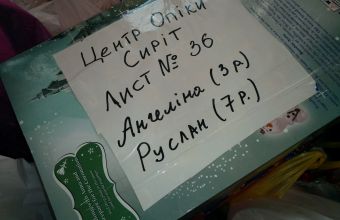 Центр Опіки
Сиріт
Лист № 36
Ангеліна (3 р.)
Руслан (7 р.)